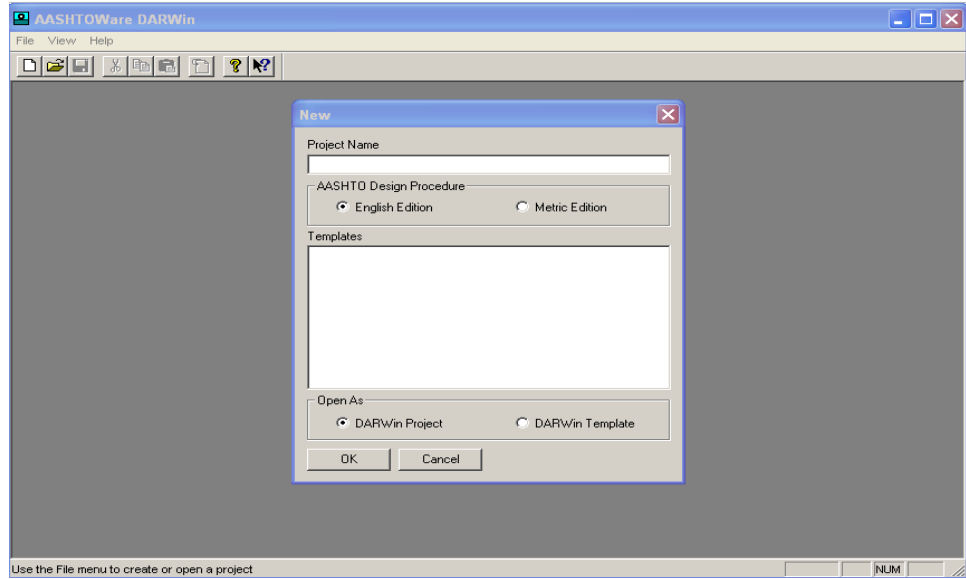 AASHTOWare DARWin
File View Help
New
Project Name
AASHTO Design Procedure
English Edition Metric Edition
Templates
Open As
DARWin Project DARWin Template
OK Cancel
Use the File menu to create or open a project NUM